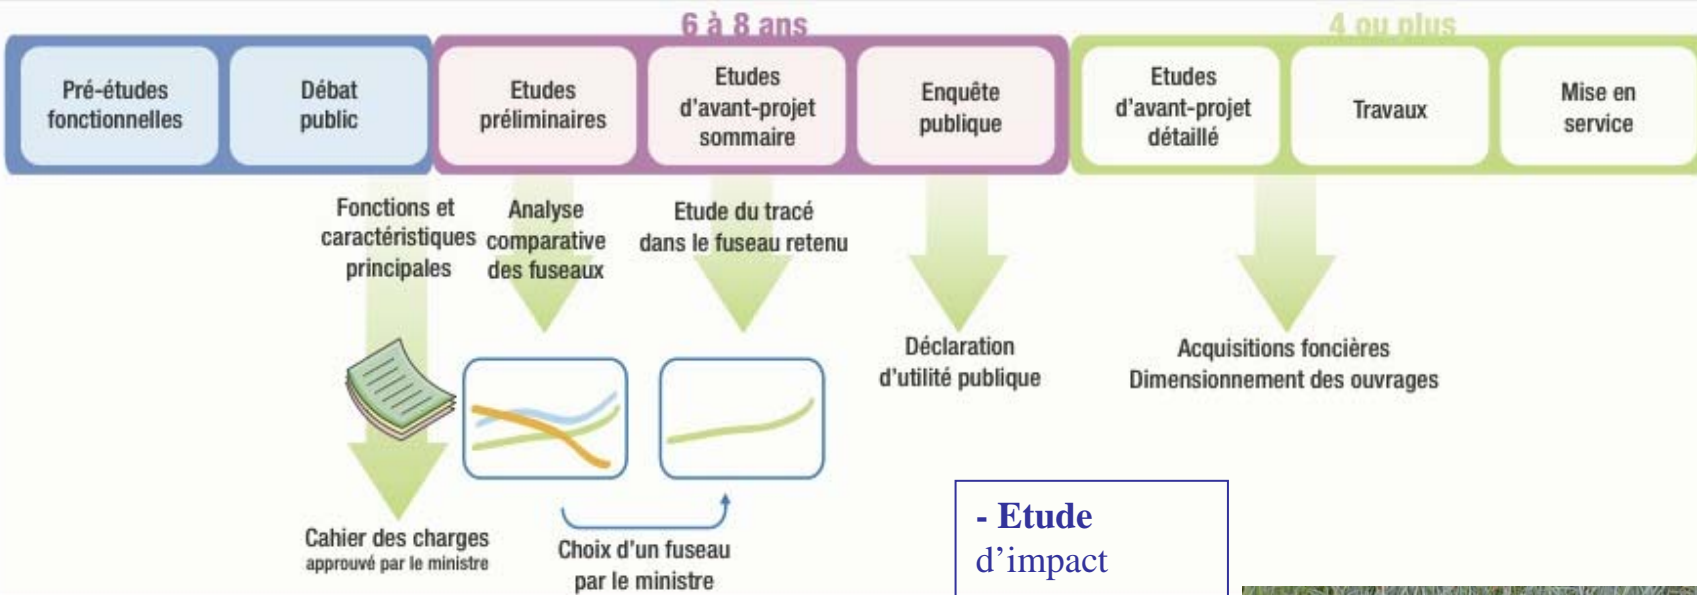 6 à 8 ans
4 ou plus
Pré-études
fonctionnelles
Débat
public
Etudes
préliminaires
Etudes
d'avant-projet
sommaire
Enquête
publique
Etudes
d'avant-projet
détaillé
Travaux
Mise en
service
Fonctions et
caractéristiques
principales
Analyse
comparative
des fuseaux
Etude du tracé
dans le fuseau retenu
Déclaration
d'utilité publique
Acquisitions foncières
Dimensionnement des ouvrages
Cahier des charges
approuvé par le ministre
Choix d'un fuseau
par le ministre
- Etude
d'impact